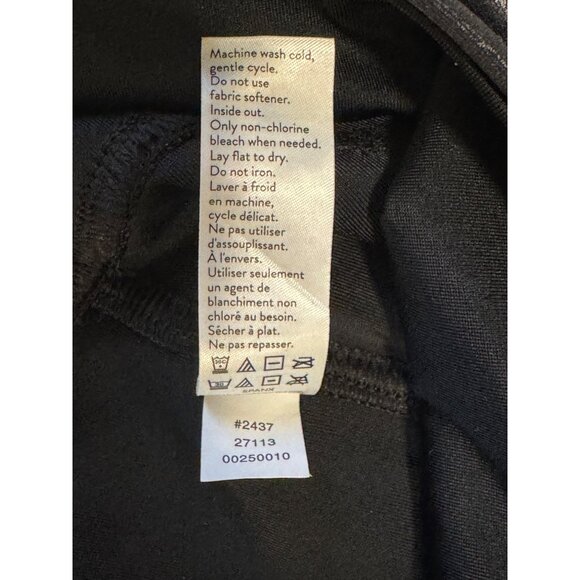 Machine wash cold,
gentle cycle.
Do not use
fabric softener.
Inside out.
Only non-chlorine
bleach when needed.
Lay flat to dry.
Do not iron.
Laver à froid
en machine,
cycle délicat.
Ne pas utiliser
d'assouplissant.
À l'envers.
Utiliser seulement
un agent de
blanchiment non
chloré au besoin.
Sécher à plat.
Ne pas repasser.
SPANX
#2437
27113
00250010